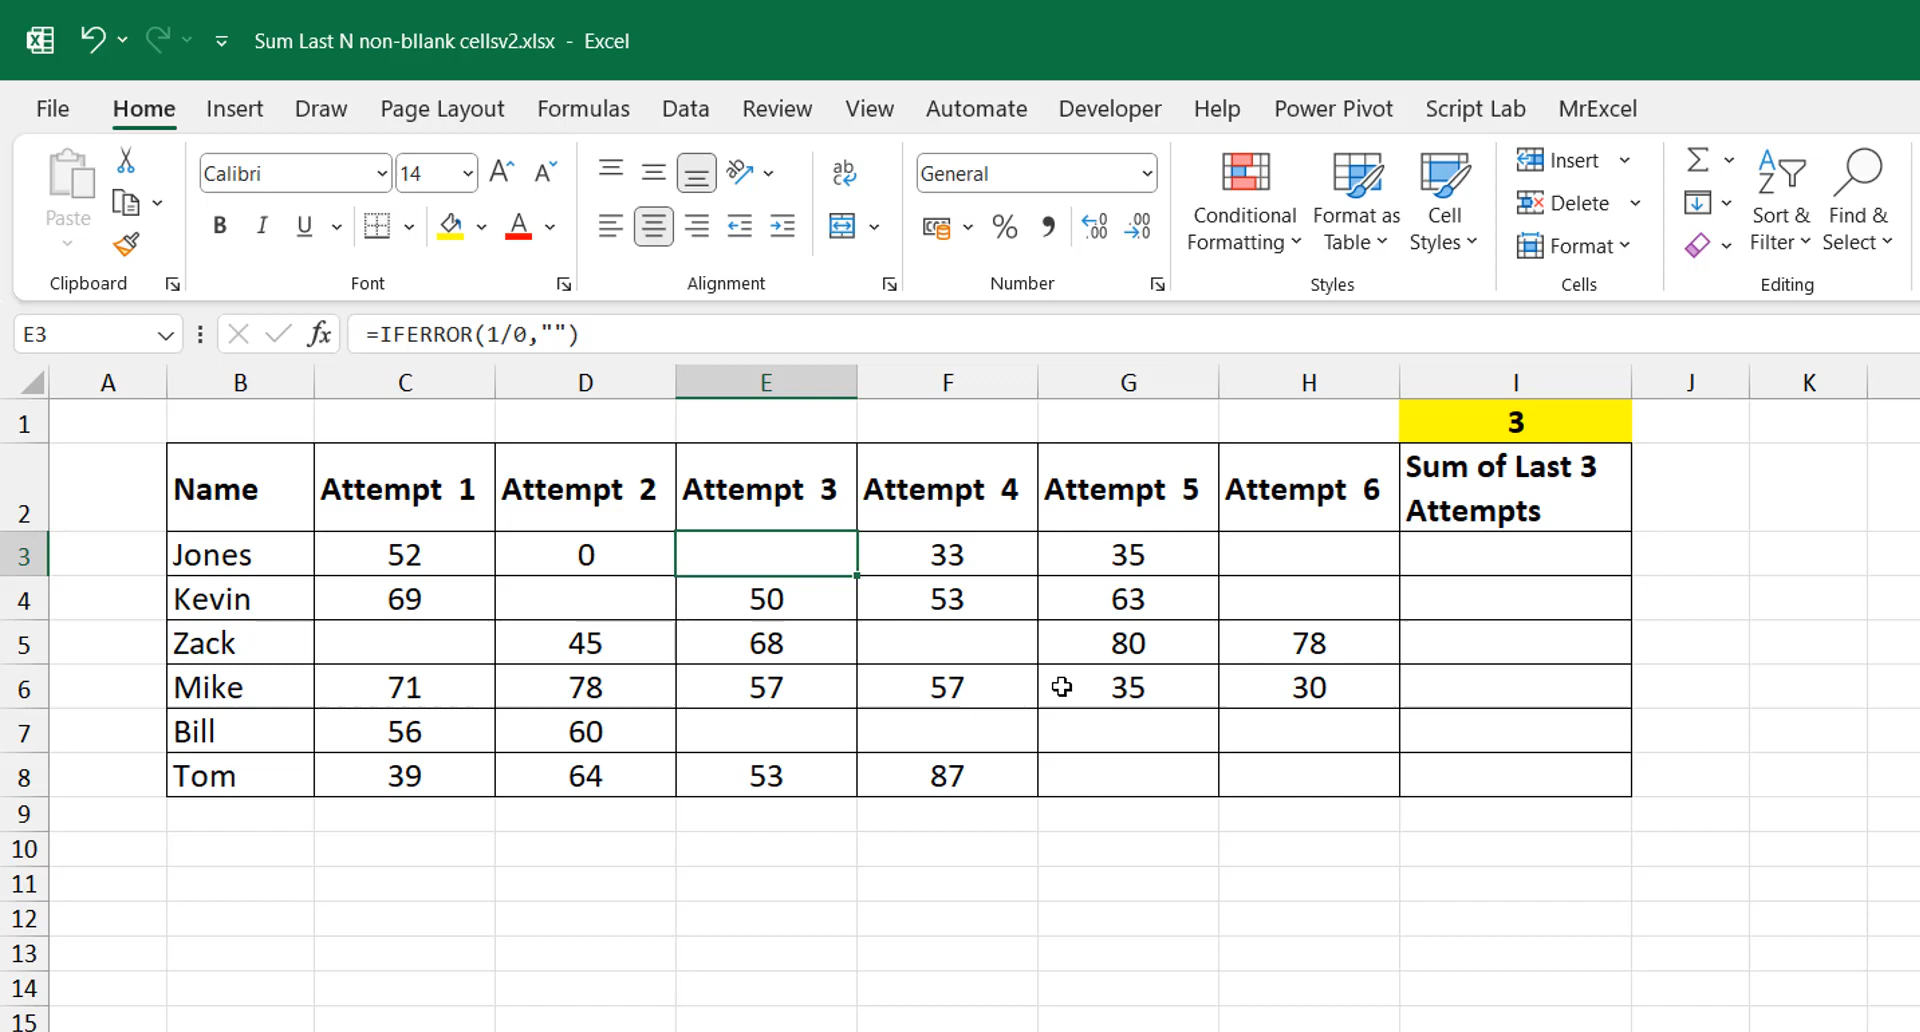 Sum Last N non-bllank cellsv2.xlsx - Excel
File Home Insert Draw Page Layout Formulas Data Review View Automate Developer Help Power Pivot Script Lab MrExcel
Paste
Clipboard
Calibri 14 A A
B I U A
Font
ab
Alignment
General
% 0 .00 .00 0
Number
Conditional Formatting
Format as Table
Cell Styles
Styles
Insert
Delete
Format
Cells
Sort & Filter
Find & Select
Editing
E3 fx =IFERROR(1/0,"")
A B C D E F G H I J K
1 3
2 Name Attempt 1 Attempt 2 Attempt 3 Attempt 4 Attempt 5 Attempt 6 Sum of Last 3 Attempts
3 Jones 52 0 33 35
4 Kevin 69 50 53 63
5 Zack 45 68 80 78
6 Mike 71 78 57 57 35 30
7 Bill 56 60
8 Tom 39 64 53 87
9
10
11
12
13
14
15